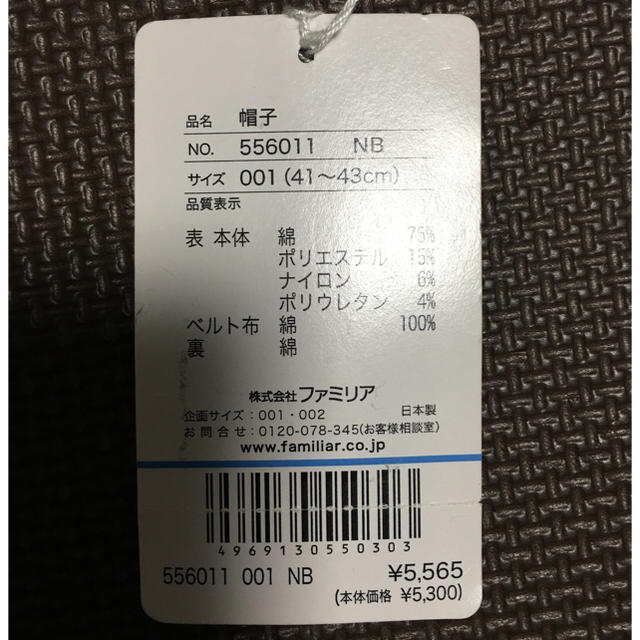 品名 帽子
NO. 556011 NB
サイズ 001(41～43cm)
品質表示
表 本体 綿 75%
ポリエステル 15%
ナイロン 6%
ポリウレタン 4%
ベルト布 綿 100%
裏 綿
株式会社 ファミリア
企画サイズ：001・002 日本製
お問合せ：0120-078-345(お客様相談室)
www.familiar.co.jp
4969130550303
556011 001 NB ¥5,565
(本体価格 ¥5,300)